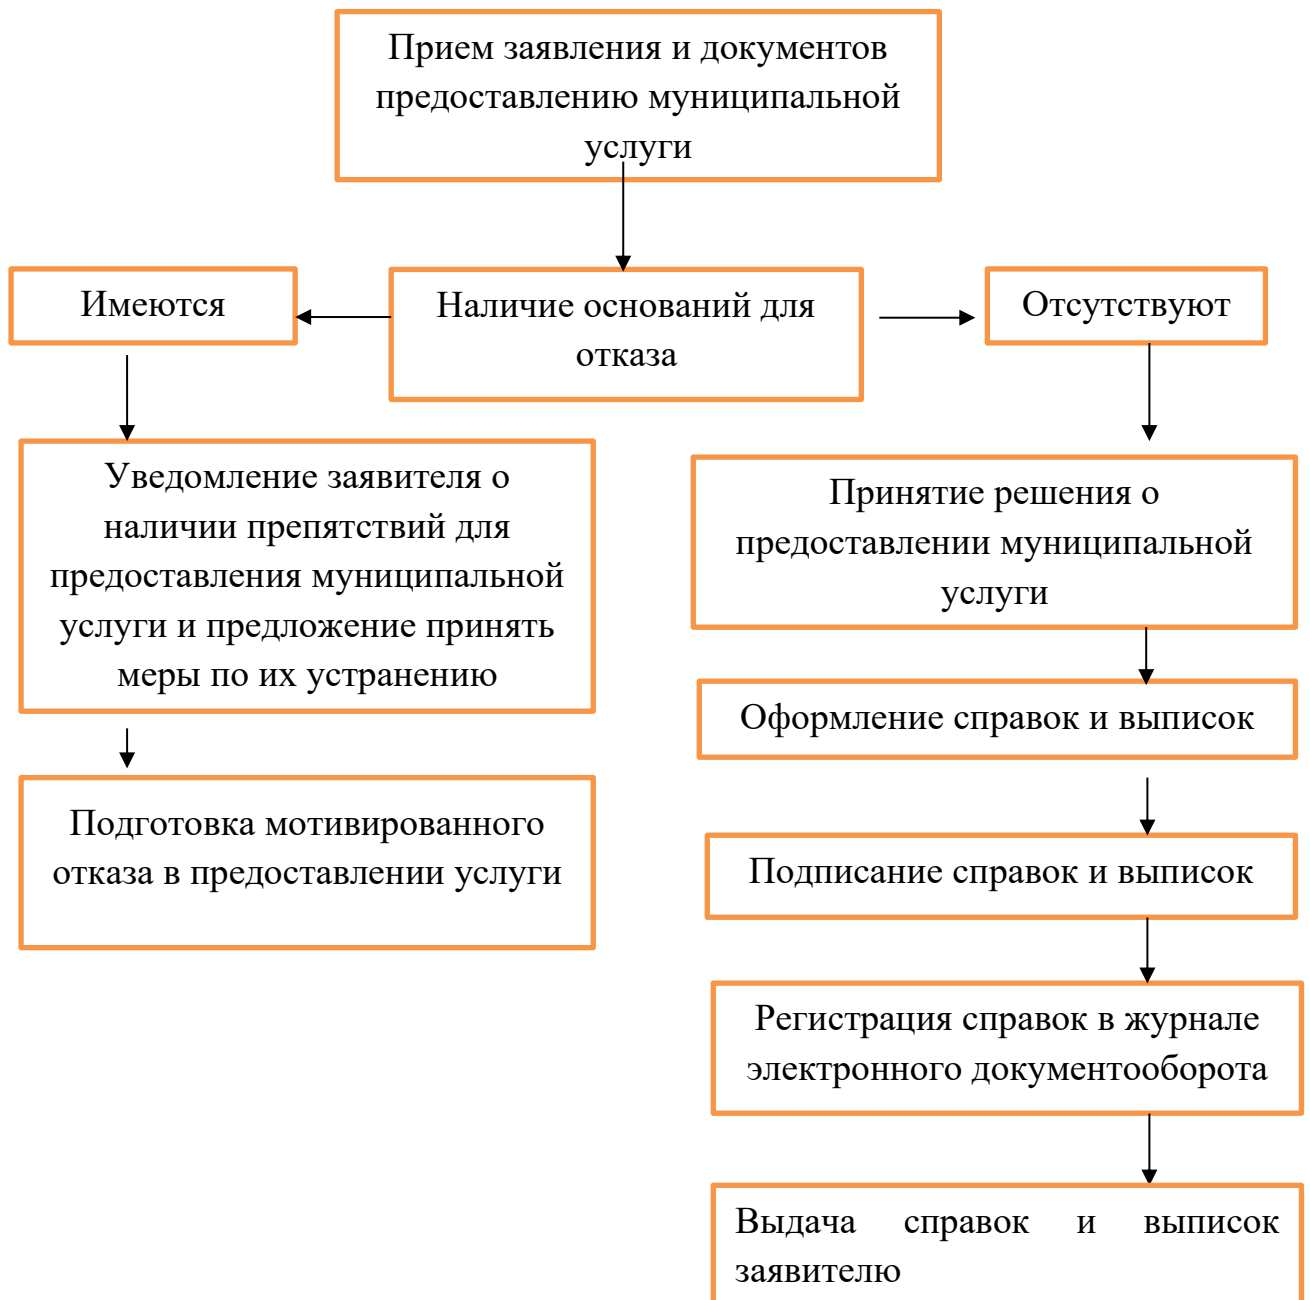 Прием заявления и документов
предоставлению муниципальной
услуги
Имеются
Наличие оснований для
отказа
Отсутствуют
Уведомление заявителя о
наличии препятствий для
предоставления муниципальной
услуги и предложение принять
меры по их устранению
Подготовка мотивированного
отказа в предоставлении услуги
Принятие решения о
предоставлении муниципальной
услуги
Оформление справок и выписок
Подписание справок и выписок
Регистрация справок в журнале
электронного документооборота
Выдача справок и выписок
заявителю